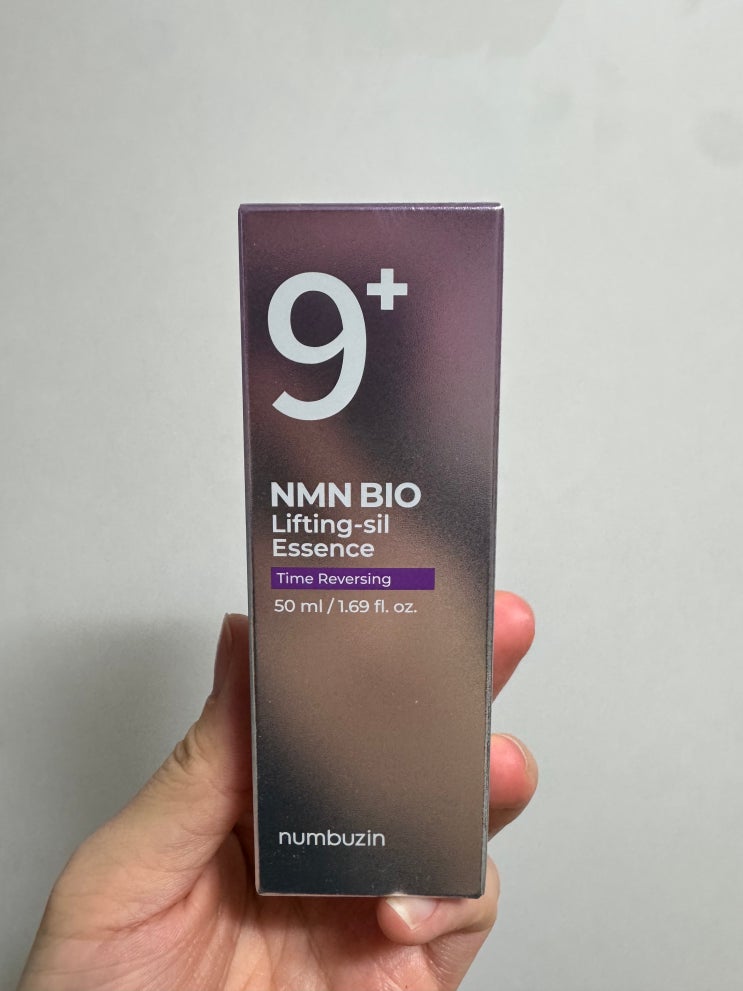 9+
NMN BIO
Lifting-sil
Essence
Time Reversing
50 ml / 1.69 fl. oz.
numbuzin